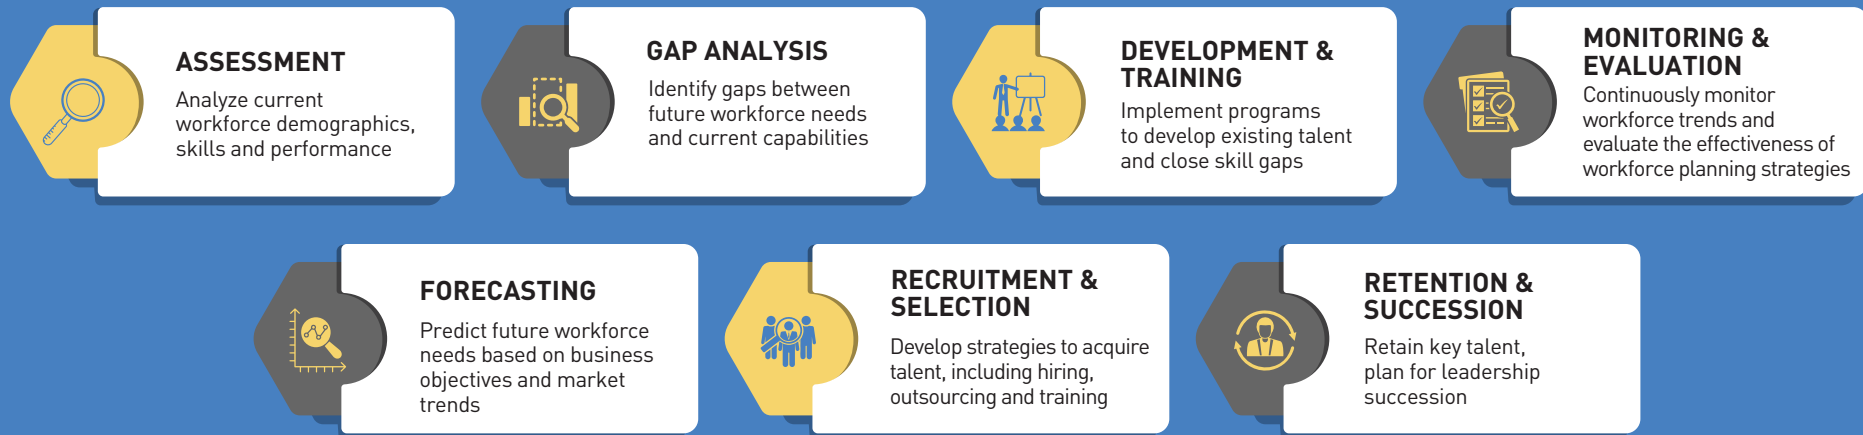 ASSESSMENT
Analyze current
workforce demographics,
skills and performance
GAP ANALYSIS
Identify gaps between
future workforce needs
and current capabilities
DEVELOPMENT &
TRAINING
Implement programs
to develop existing talent
and close skill gaps
MONITORING &
EVALUATION
Continuously monitor
workforce trends and
evaluate the effectiveness of
workforce planning strategies
FORECASTING
Predict future workforce
needs based on business
objectives and market
trends
RECRUITMENT &
SELECTION
Develop strategies to acquire
talent, including hiring,
outsourcing and training
RETENTION &
SUCCESSION
Retain key talent,
plan for leadership
succession